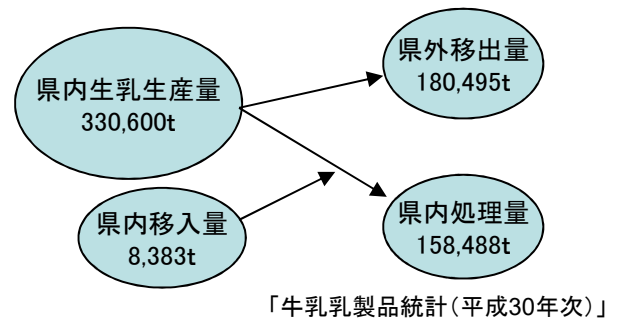 県内生乳生産量
330,600t
県外移出量
180,495t
県内移入量
8,383t
県内処理量
158,488t
「牛乳乳製品統計(平成30年次)」